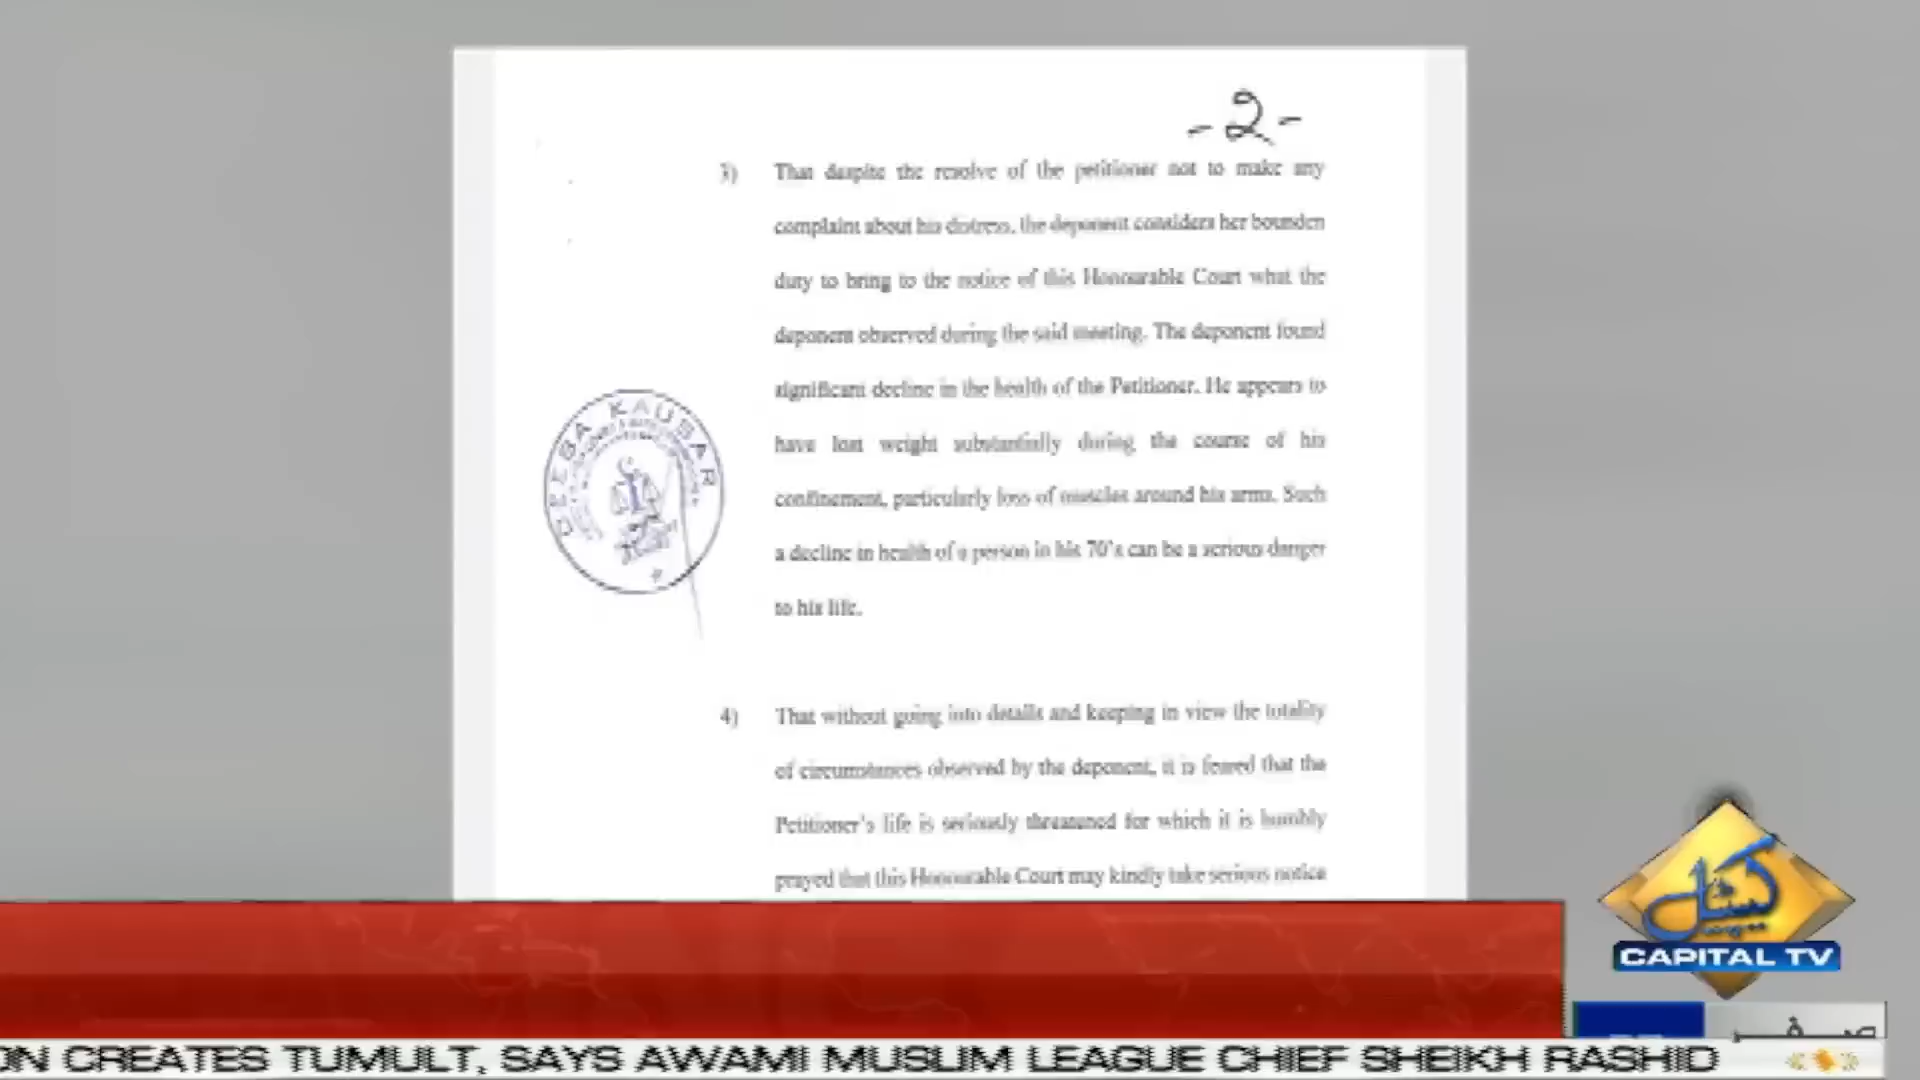 -2-
3) That despite the resolve of the petitioner not to make any
complaint about his distress, the deponent considers her bounden
duty to bring to the notice of this Honourable Court what the
deponent observed during the said meeting. The deponent found
significant decline in the health of the Petitioner. He appears to
have lost weight substantially during the course of his
confinement, particularly loss of muscles around his arms. Such
a decline in health of a person in his 70's can be a serious danger
to his life.
DEEBA KAUSAR
4) That without going into details and keeping in view the totality
of circumstances observed by the deponent, it is feared that the
Petitioner's life is seriously threatened for which it is humbly
prayed that this Honourable Court may kindly take serious notice
کیپیٹل
CAPITAL TV
ON CREATES TUMULT, SAYS AWAMI MUSLIM LEAGUE CHIEF SHEIKH RASHID